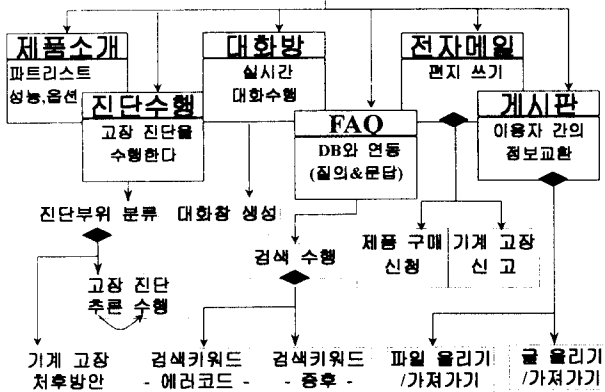 제품소개
파트리스트
성능,옵션
대화방
실시간
대화수행
전자메일
편지 쓰기
진단수행
고장 진단을
수행한다
FAQ
DB와 연동
(질의&문답)
게시판
이용자 간의
정보교환
진단부위 분류
대화창 생성
검색 수행
제품 구매
신청
기계 고장
신 고
고장 진단
추론 수행
기계 고장
처후방안
검색키워드
- 에러코드 -
검색키워드
- 증후 -
파일 올리기
/가져가기
글 올리기
/가져가기